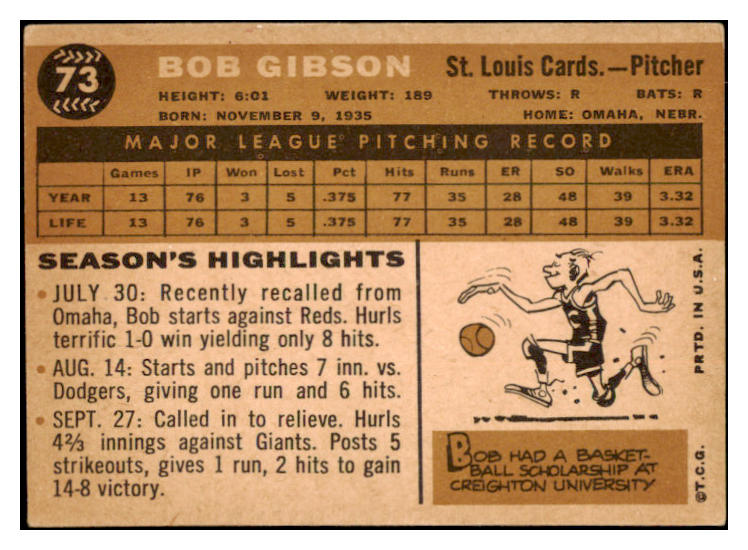 73
BOB GIBSON St. Louis Cards.—Pitcher
HEIGHT: 6:01 WEIGHT: 189 THROWS: R BATS: R
BORN: NOVEMBER 9, 1935 HOME: OMAHA, NEBR.
MAJOR LEAGUE PITCHING RECORD
Games IP Won Lost Pct Hits Runs ER SO Walks ERA
YEAR 13 76 3 5 .375 77 35 28 48 39 3.32
LIFE 13 76 3 5 .375 77 35 28 48 39 3.32
SEASON'S HIGHLIGHTS
• JULY 30: Recently recalled from
Omaha, Bob starts against Reds. Hurls
terrific 1-0 win yielding only 8 hits.
• AUG. 14: Starts and pitches 7 inn. vs.
Dodgers, giving one run and 6 hits.
• SEPT. 27: Called in to relieve. Hurls
4⅔ innings against Giants. Posts 5
strikeouts, gives 1 run, 2 hits to gain
14-8 victory.
BOB HAD A BASKET-
BALL SCHOLARSHIP AT
CREIGHTON UNIVERSITY
©T.C.G. PRTD. IN U.S.A.